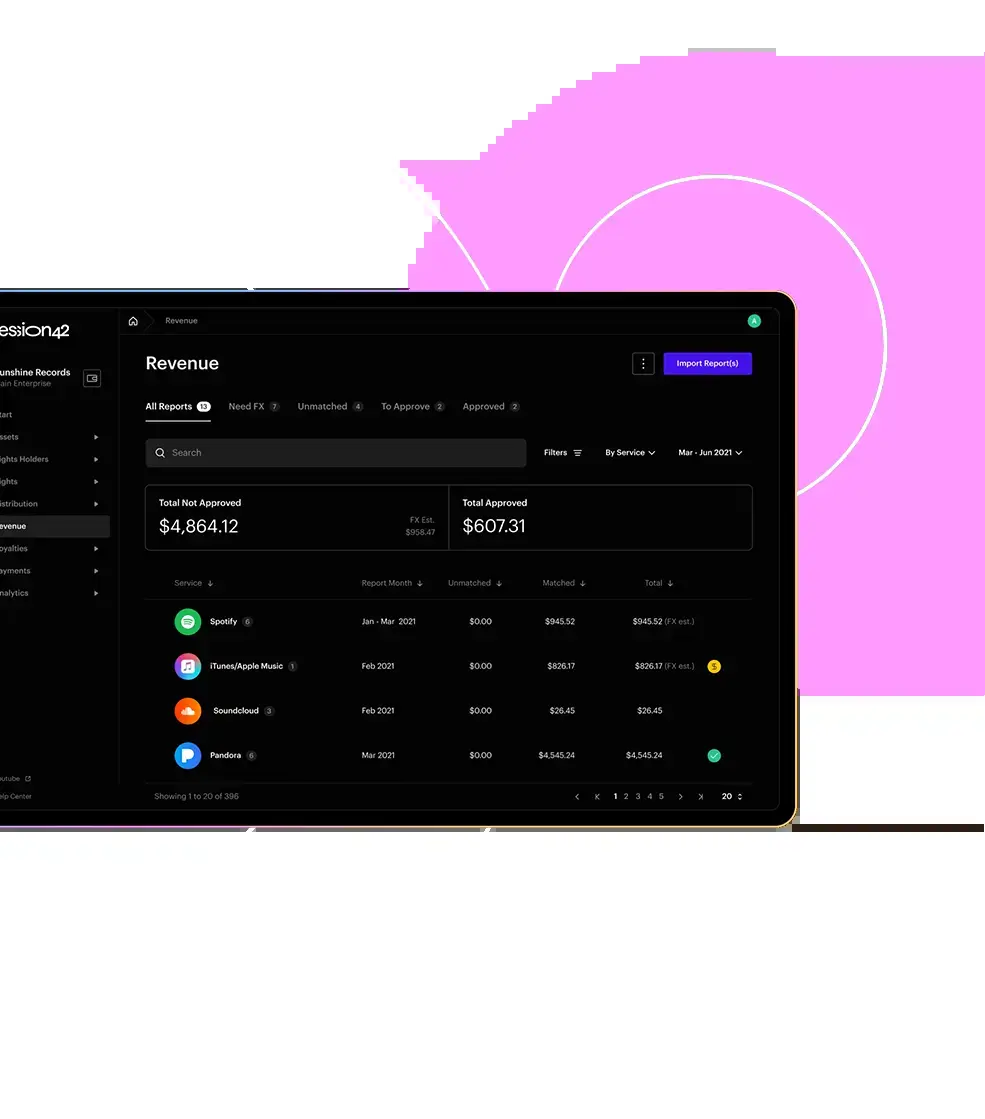 ession42
Revenue
A
Revenue
Import Report(s)
unshine Records
ain Enterprise
All Reports 13 Need FX 7 Unmatched 4 To Approve 2 Approved 2
tart
ssets
Search
Filters By Service Mar - Jun 2021
ights Holders
ights
istribution
evenue
oyalties
ayments
nalytics
Total Not Approved
$4,864.12
FX Est.
$958.47
Total Approved
$607.31
Service Report Month Unmatched Matched Total
Spotify 6 Jan - Mar 2021 $0.00 $945.52 $945.52 (FX est.)
iTunes/Apple Music 1 Feb 2021 $0.00 $826.17 $826.17 (FX est.) $
Soundcloud 3 Feb 2021 $0.00 $26.45 $26.45
Pandora 6 Mar 2021 $0.00 $4,545.24 $4,545.24
outube
elp Center
Showing 1 to 20 of 396
1 2 3 4 5
20